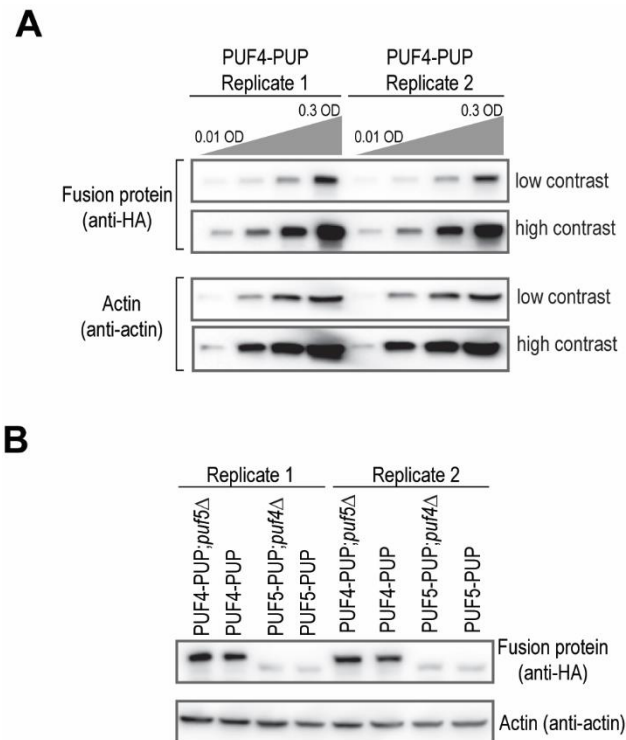 A
PUF4-PUP
Replicate 1
PUF4-PUP
Replicate 2
0.3 OD
0.3 OD
0.01 OD
0.01 OD
Fusion protein
(anti-HA)
low contrast
high contrast
Actin
(anti-actin)
low contrast
high contrast
B
Replicate 1
Replicate 2
PUF4-PUP;puf5Δ
PUF4-PUP
PUF5-PUP;puf4Δ
PUF5-PUP
PUF4-PUP;puf5Δ
PUF4-PUP
PUF5-PUP;puf4Δ
PUF5-PUP
Fusion protein
(anti-HA)
Actin (anti-actin)